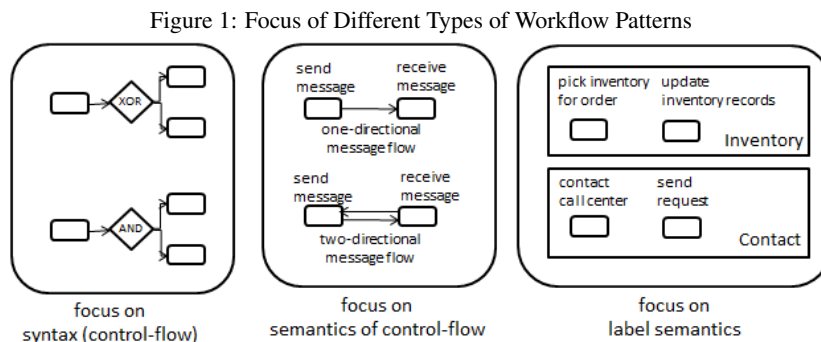 Figure 1: Focus of Different Types of Workflow Patterns
XOR
AND
focus on
syntax (control-flow)
send
message
receive
message
one-directional
message flow
send
message
receive
message
two-directional
message flow
focus on
semantics of control-flow
pick inventory
for order
update
inventory records
Inventory
contact
call center
send
request
Contact
focus on
label semantics